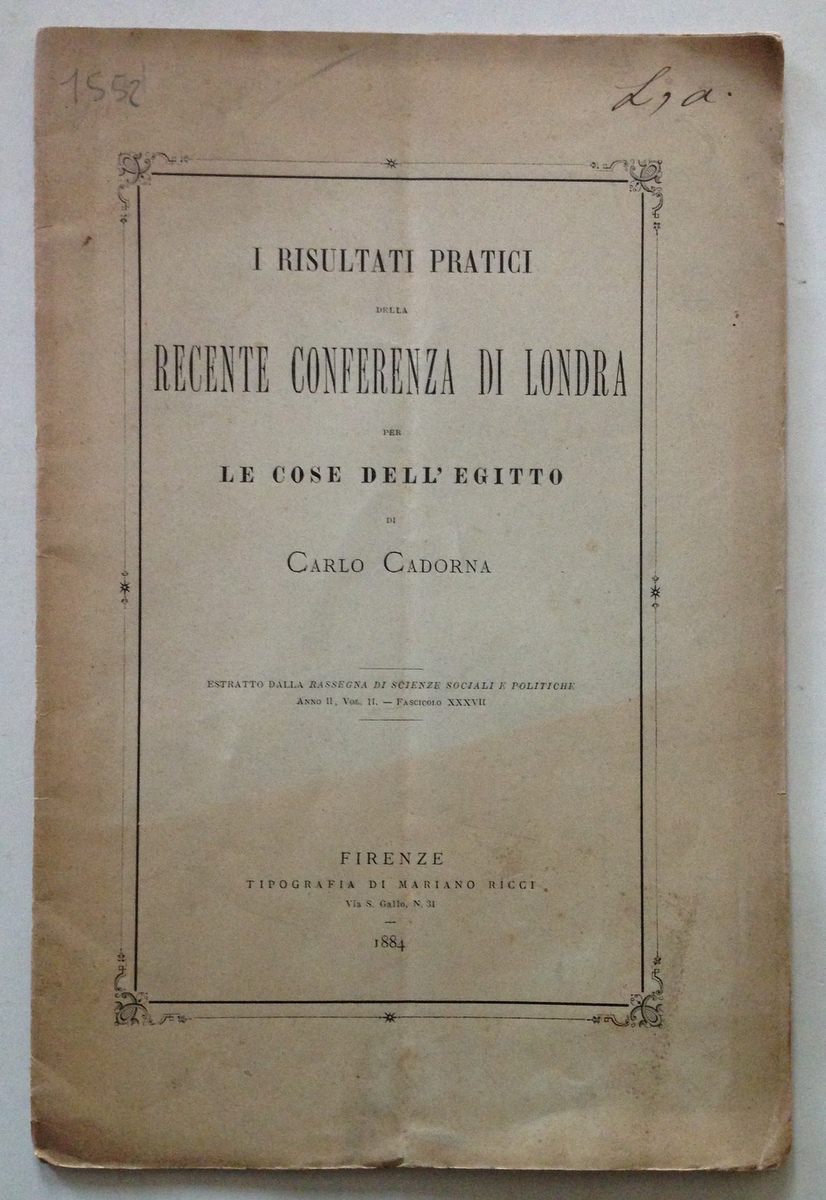 1552
L, a.
I RISULTATI PRATICI
DELLA
RECENTE CONFERENZA DI LONDRA
PER
LE COSE DELL' EGITTO
DI
CARLO CADORNA
ESTRATTO DALLA RASSEGNA DI SCIENZE SOCIALI E POLITICHE
ANNO II, VOL. II. — FASCICOLO XXXVII
FIRENZE
TIPOGRAFIA DI MARIANO RICCI
Via S. Gallo, N. 31
1884